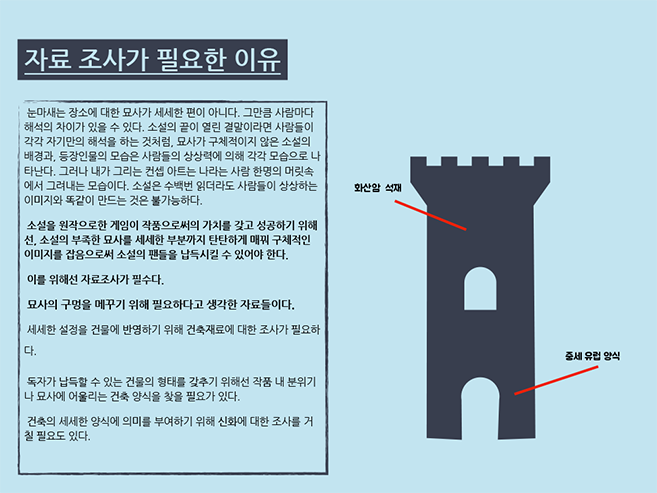 자료 조사가 필요한 이유
눈마새는 장소에 대한 묘사가 세세한 편이 아니다. 그만큼 사람마다
해석의 차이가 있을 수 있다. 소설의 끝이 열린 결말이라면 사람들이
각각 자기만의 해석을 하는 것처럼, 묘사가 구체적이지 않은 소설의
배경과, 등장인물의 모습은 사람들의 상상력에 의해 각각 모습으로 나
타난다. 그러나 내가 그리는 컨셉 아트는 나라는 사람 한명의 머릿속
에서 그려내는 모습이다. 소설은 수백번 읽더라도 사람들이 상상하는
이미지와 똑같이 만드는 것은 불가능하다.
소설을 원작으로한 게임이 작품으로써의 가치를 갖고 성공하기 위해
선, 소설의 부족한 묘사를 세세한 부분까지 탄탄하게 매꿔 구체적인
이미지를 잡음으로써 소설의 팬들을 납득시킬 수 있어야 한다.
이를 위해선 자료조사가 필수다.
묘사의 구멍을 메꾸기 위해 필요하다고 생각한 자료들이다.
세세한 설정을 건물에 반영하기 위해 건축재료에 대한 조사가 필요하
다.
독자가 납득할 수 있는 건물의 형태를 갖추기 위해선 작품 내 분위기
나 묘사에 어울리는 건축 양식을 찾을 필요가 있다.
건축의 세세한 양식에 의미를 부여하기 위해 신화에 대한 조사를 거
칠 필요도 있다.
화산암 석재
중세 유럽 양식